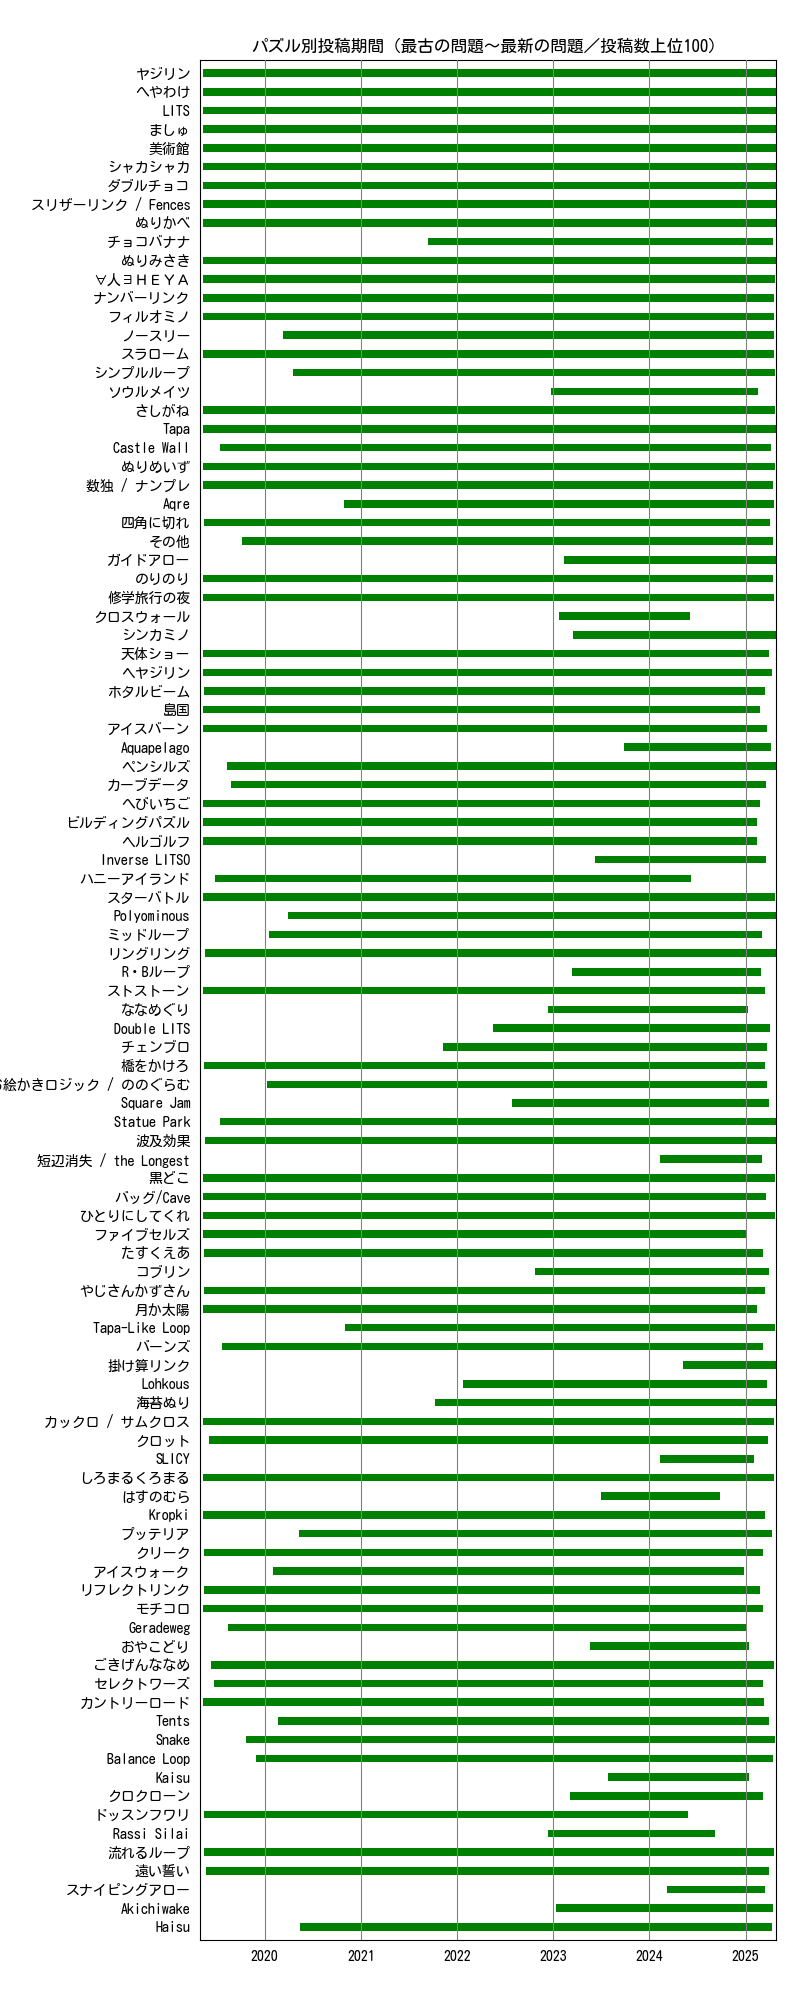 パズル別投稿期間（最古の問題～最新の問題／投稿数上位100）
ヤジリン
へやわけ
LITS
ましゅ
美術館
シャカシャカ
ダブルチョコ
スリザーリンク / Fences
ぬりかべ
チョコバナナ
ぬりみさき
∀人∃ＨＥＹＡ
ナンバーリンク
フィルオミノ
ノースリー
スラローム
シンプルループ
ソウルメイツ
さしがね
Tapa
Castle Wall
ぬりめいず
数独 / ナンプレ
Aqre
四角に切れ
その他
ガイドアロー
のりのり
修学旅行の夜
クロスウォール
シンカミノ
天体ショー
ヘヤジリン
ホタルビーム
島国
アイスバーン
Aquapelago
ペンシルズ
カーブデータ
へびいちご
ビルディングパズル
ヘルゴルフ
Inverse LITSO
ハニーアイランド
スターバトル
Polyominous
ミッドループ
リングリング
R・Bループ
ストストーン
ななめぐり
Double LITS
チェンブロ
橋をかけろ
絵かきロジック / ののぐらむ
Square Jam
Statue Park
波及効果
短辺消失 / the Longest
黒どこ
バッグ/Cave
ひとりにしてくれ
ファイブセルズ
たすくえあ
コブリン
やじさんかずさん
月か太陽
Tapa-Like Loop
バーンズ
掛け算リンク
Lohkous
海苔ぬり
カックロ / サムクロス
クロット
SLICY
しろまるくろまる
はすのむら
Kropki
プッテリア
クリーク
アイスウォーク
リフレクトリンク
モチコロ
Geradeweg
おやこどり
ごきげんななめ
セレクトワーズ
カントリーロード
Tents
Snake
Balance Loop
Kaisu
クロクローン
ドッスンフワリ
Rassi Silai
流れるループ
遠い誓い
スナイピングアロー
Akichiwake
Haisu
2020 2021 2022 2023 2024 2025